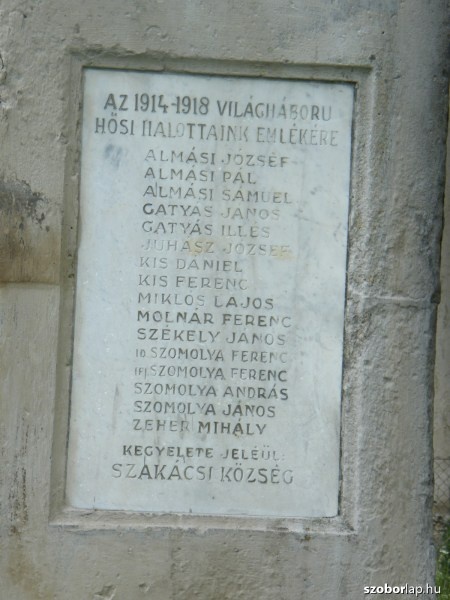 AZ 1914-1918 VILÁGHÁBORU
HŐSI HALOTTAINK EMLÉKÉRE
ALMÁSI JÓZSEF
ALMÁSI PÁL
ALMÁSI SÁMUEL
GATYÁS JÁNOS
GATYÁS ILLÉS
JUHÁSZ JÓZSEF
KIS DÁNIEL
KIS FERENC
MIKLOS LAJOS
MOLNÁR FERENC
SZÉKELY JÁNOS
ID SZOMOLYA FERENC
IFJ SZOMOLYA FERENC
SZOMOLYA ANDRÁS
SZOMOLYA JÁNOS
ZEHER MIHÁLY
KEGYELETE JELÉÜL:
SZAKÁCSI KÖZSÉG
szoborlap.hu